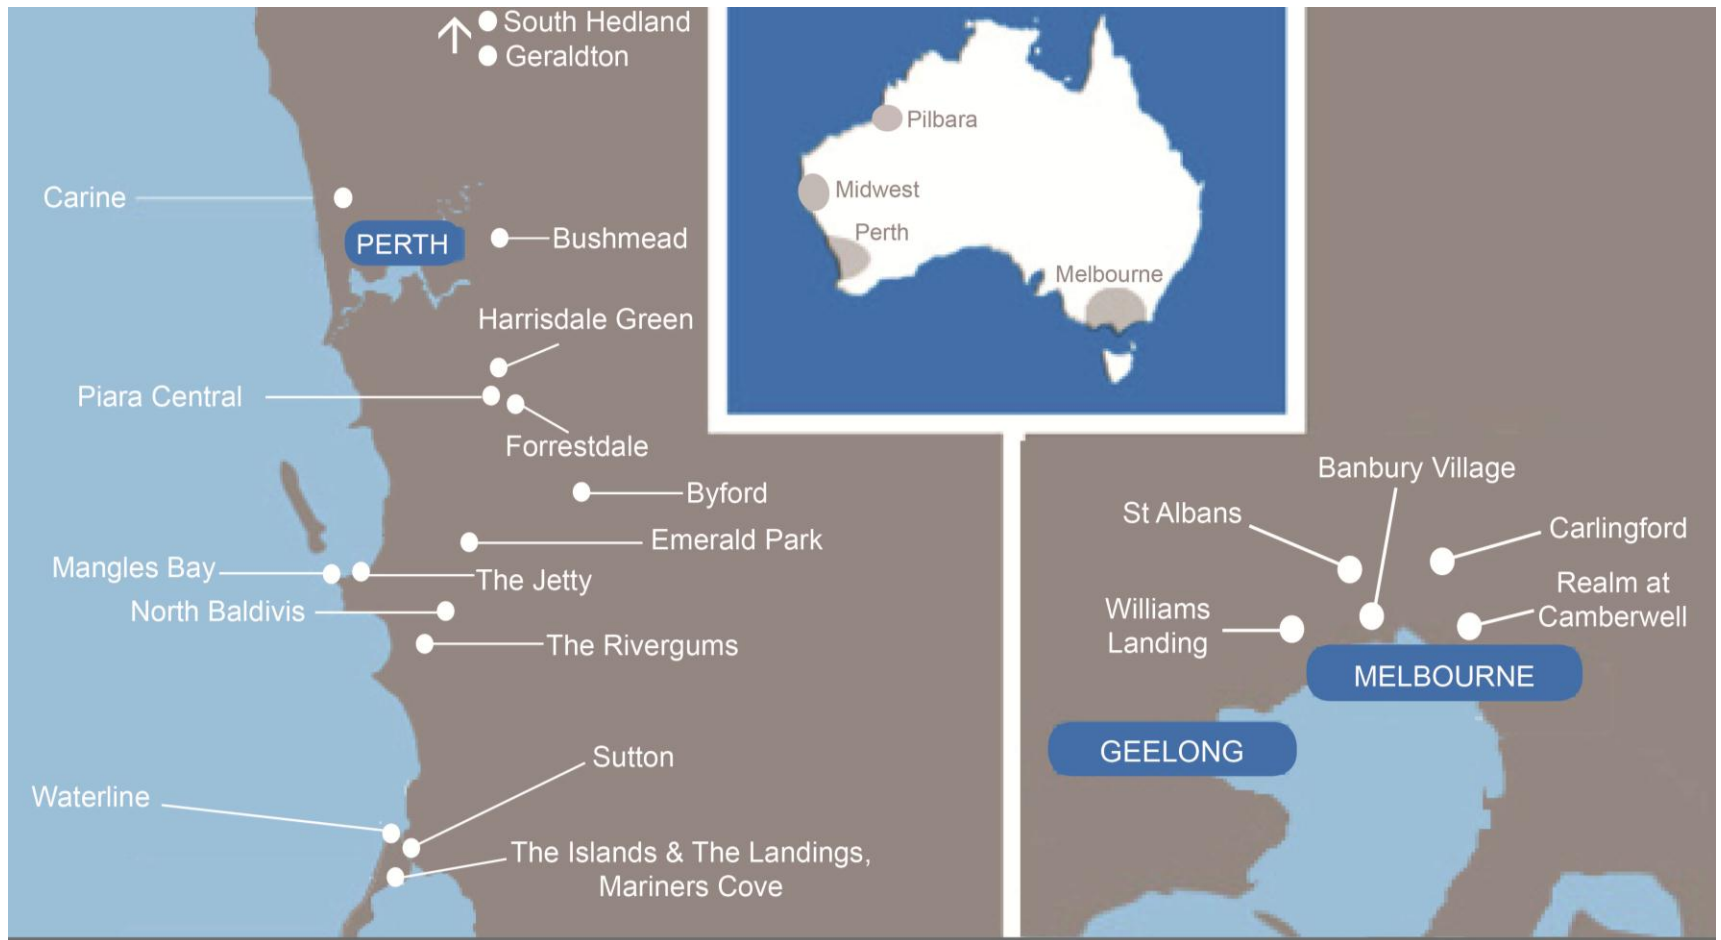 South Hedland
Geraldton
Carine
PERTH
Bushmead
Harrisdale Green
Piara Central
Forrestdale
Byford
Emerald Park
Mangles Bay
The Jetty
North Baldivis
The Rivergums
Sutton
Waterline
The Islands & The Landings,
Mariners Cove
Pilbara
Midwest
Perth
Melbourne
Banbury Village
St Albans
Carlingford
Williams
Landing
Realm at
Camberwell
MELBOURNE
GEELONG